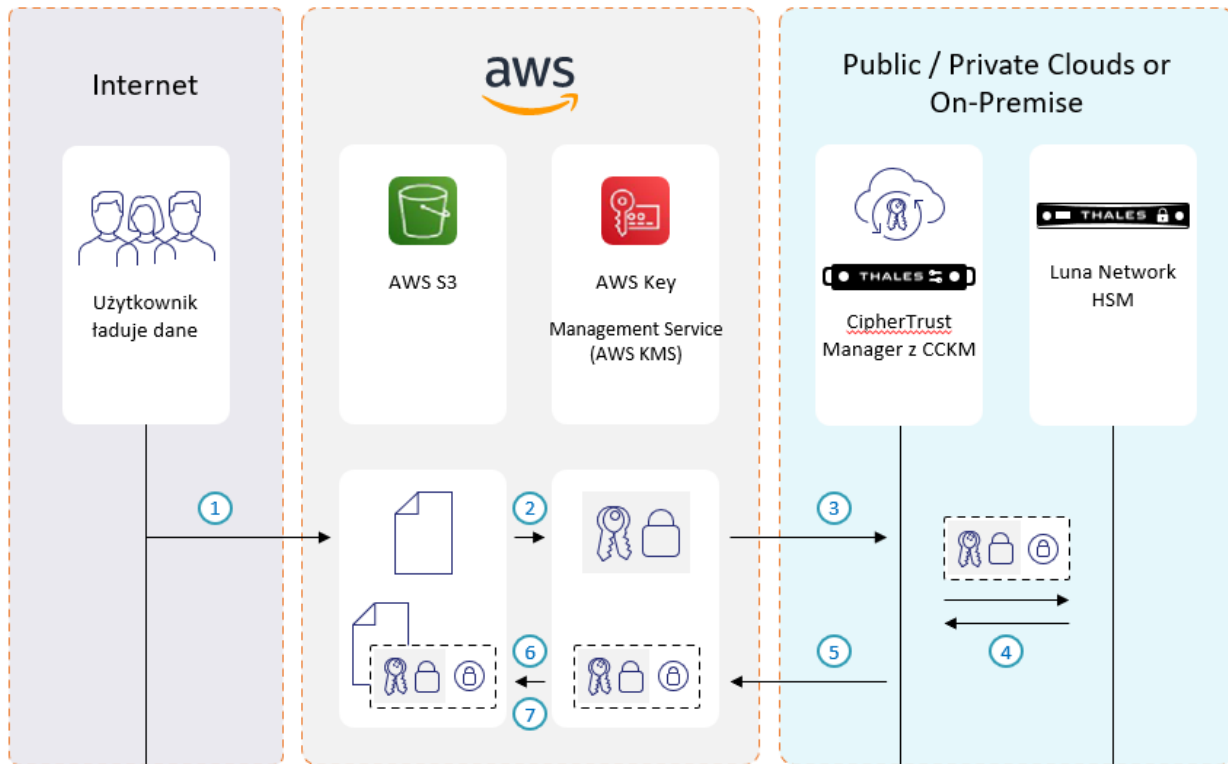 Internet
aws
Public / Private Clouds or
On-Premise
Użytkownik
ładuje dane
AWS S3
AWS Key
Management Service
(AWS KMS)
THALES
CipherTrust
Manager z CCKM
THALES
Luna Network
HSM
1
2
3
4
5
6
7